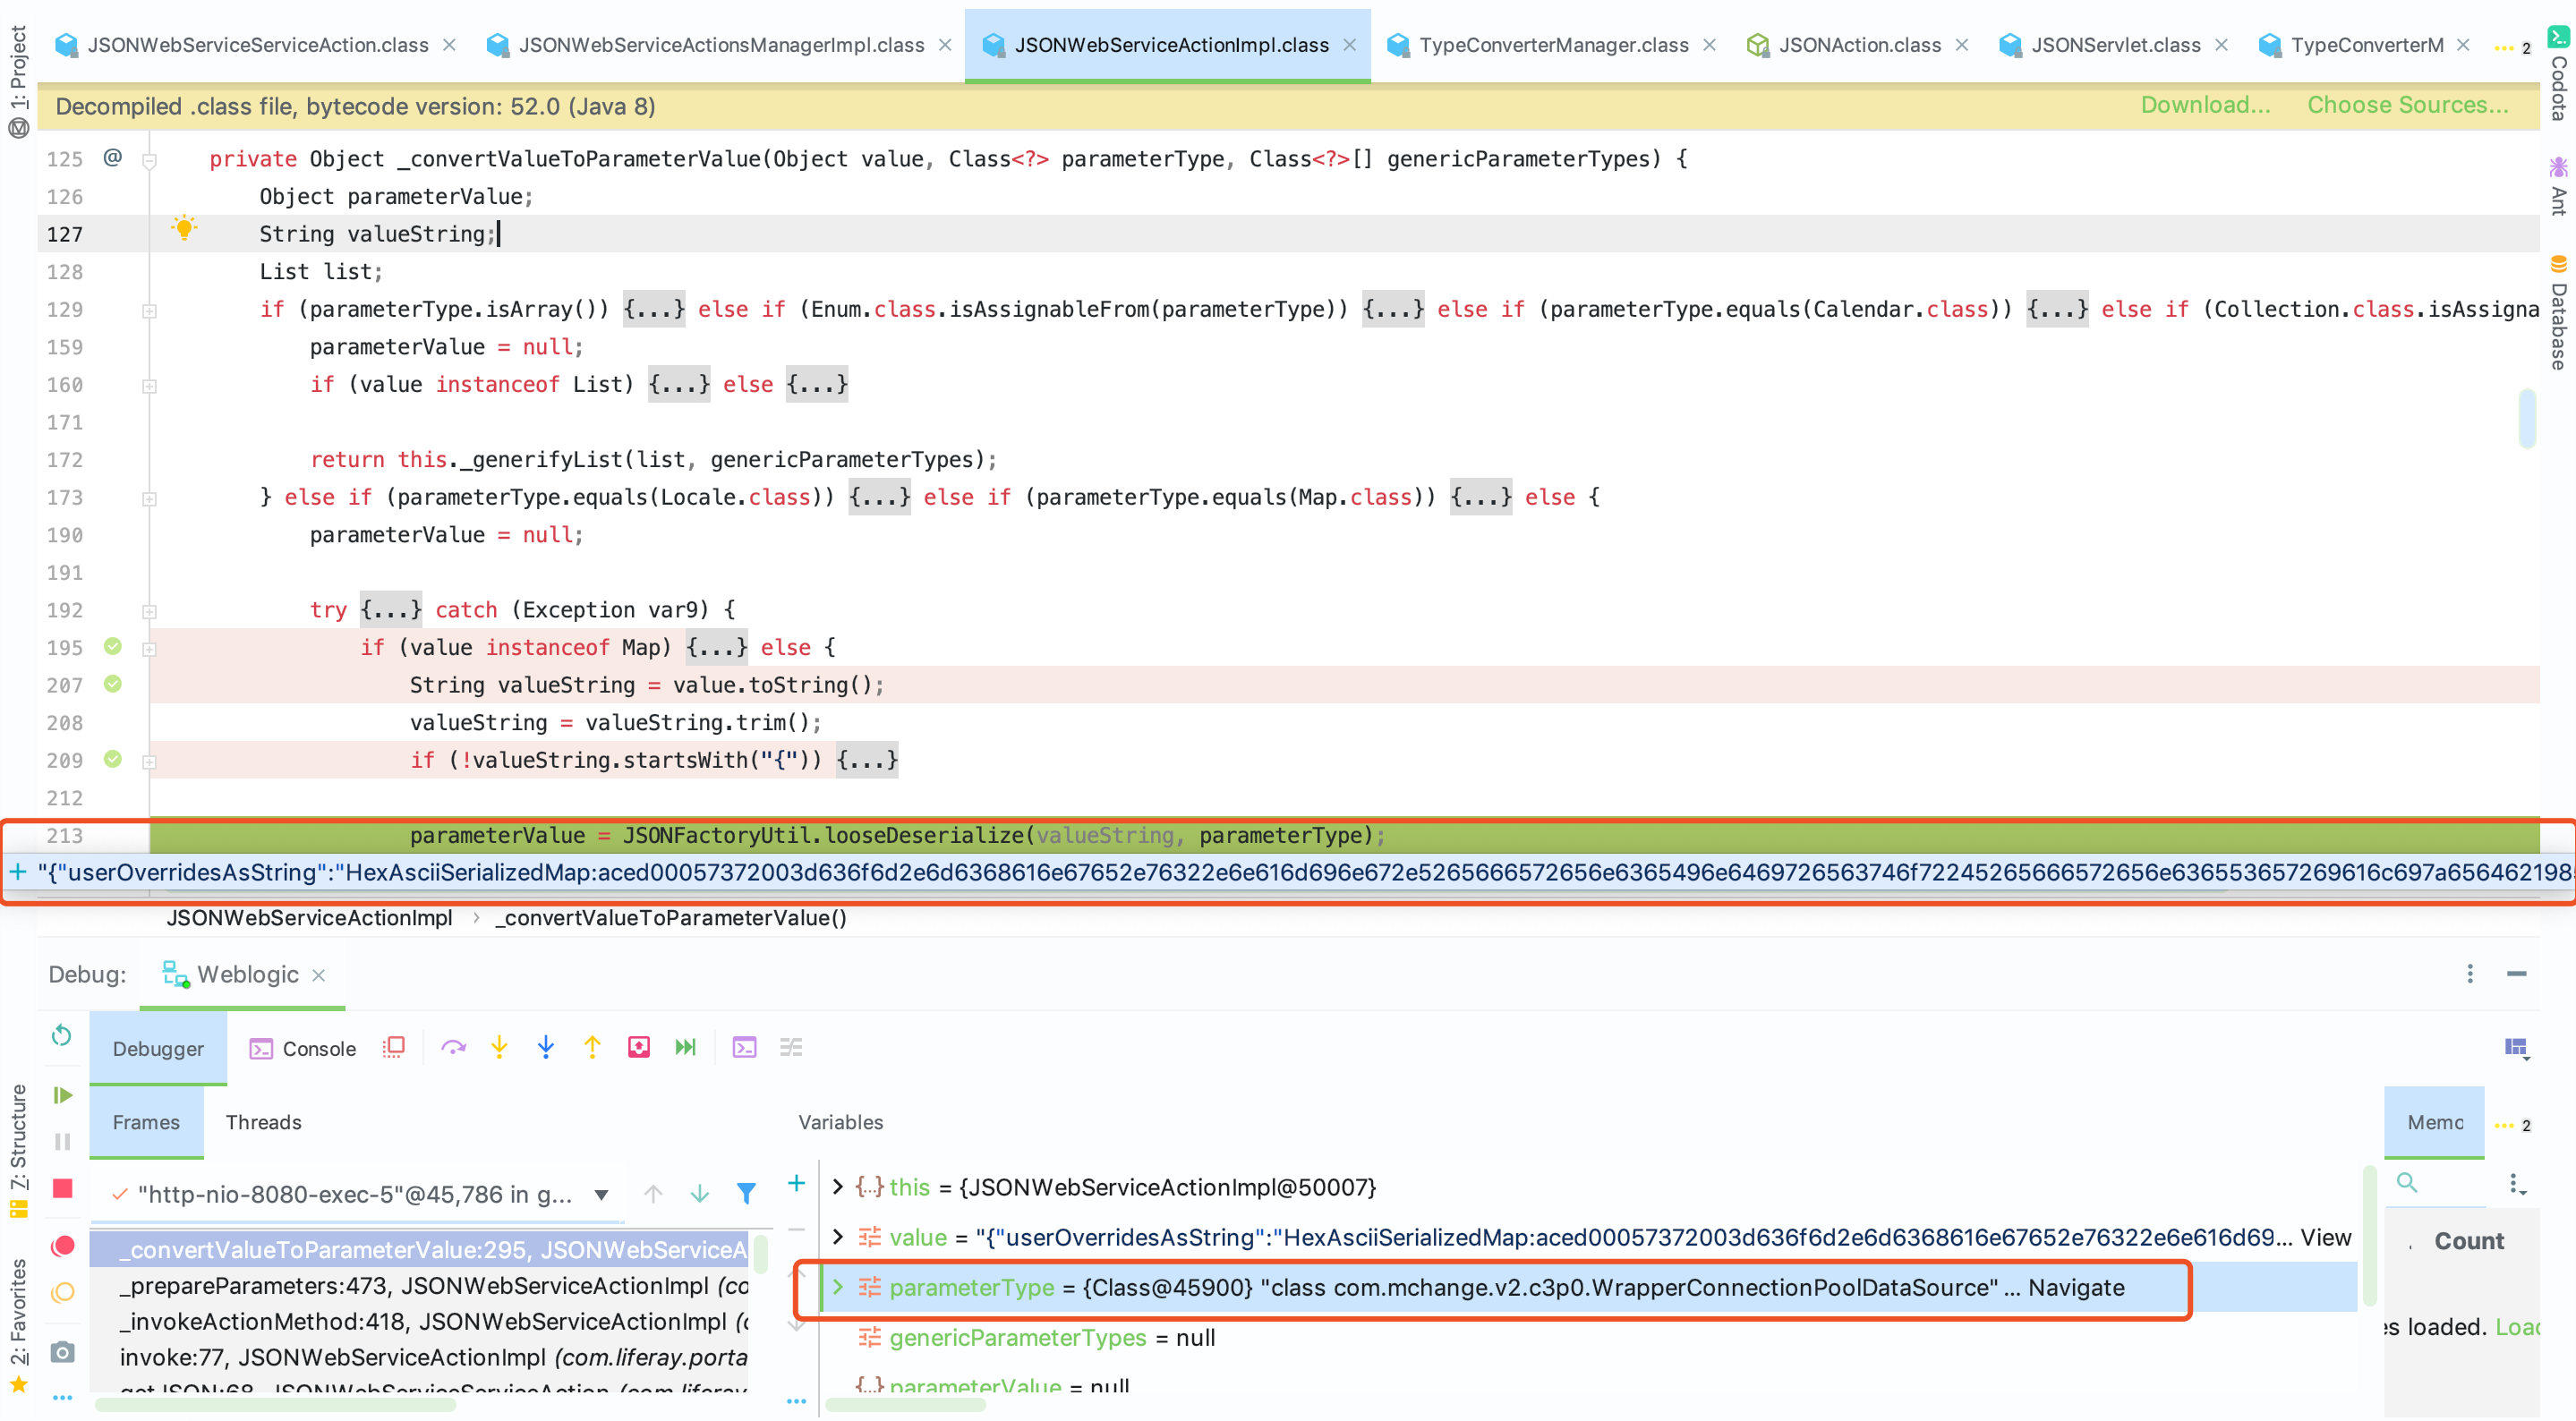 JSONWebServiceServiceAction.class
JSONWebServiceActionsManagerImpl.class
JSONWebServiceActionImpl.class
TypeConverterManager.class
JSONAction.class
JSONServlet.class
TypeConverterM
2
1: Project
Codota
Ant
Database
Decompiled .class file, bytecode version: 52.0 (Java 8)
Download...
Choose Sources...
125 @ private Object _convertValueToParameterValue(Object value, Class<?> parameterType, Class<?>[] genericParameterTypes) {
126 Object parameterValue;
127 String valueString;
128 List list;
129 if (parameterType.isArray()) {...} else if (Enum.class.isAssignableFrom(parameterType)) {...} else if (parameterType.equals(Calendar.class)) {...} else if (Collection.class.isAssigna
159 parameterValue = null;
160 if (value instanceof List) {...} else {...}
171
172 return this._generifyList(list, genericParameterTypes);
173 } else if (parameterType.equals(Locale.class)) {...} else if (parameterType.equals(Map.class)) {...} else {
190 parameterValue = null;
191
192 try {...} catch (Exception var9) {
195 if (value instanceof Map) {...} else {
207 String valueString = value.toString();
208 valueString = valueString.trim();
209 if (!valueString.startsWith("{")) {...}
212
213 parameterValue = JSONFactoryUtil.looseDeserialize(valueString, parameterType);
+ "{"userOverridesAsString":"HexAsciiSerializedMap:aced00057372003d636f6d2e6d6368616e67652e76322e6e616d696e672e5265666572656e6365496e6469726563746f72245265666572656e636553657269616c697a6564621985
JSONWebServiceActionImpl › _convertValueToParameterValue()
Debug:
Weblogic
Debugger
Console
Frames
Threads
Variables
Memo
2
7: Structure
2: Favorites
"http-nio-8080-exec-5"@45,786 in g...
_convertValueToParameterValue:295, JSONWebServiceA
_prepareParameters:473, JSONWebServiceActionImpl (co
_invokeActionMethod:418, JSONWebServiceActionImpl (c
invoke:77, JSONWebServiceActionImpl (com.liferay.porta
getJSON:68, JSONWebServiceServiceAction (com.liferay
this = {JSONWebServiceActionImpl@50007}
value = "{"userOverridesAsString":"HexAsciiSerializedMap:aced00057372003d636f6d2e6d6368616e67652e76322e6e616d69... View
parameterType = {Class@45900} "class com.mchange.v2.c3p0.WrapperConnectionPoolDataSource" ... Navigate
genericParameterTypes = null
parameterValue = null
Count
es loaded. Load